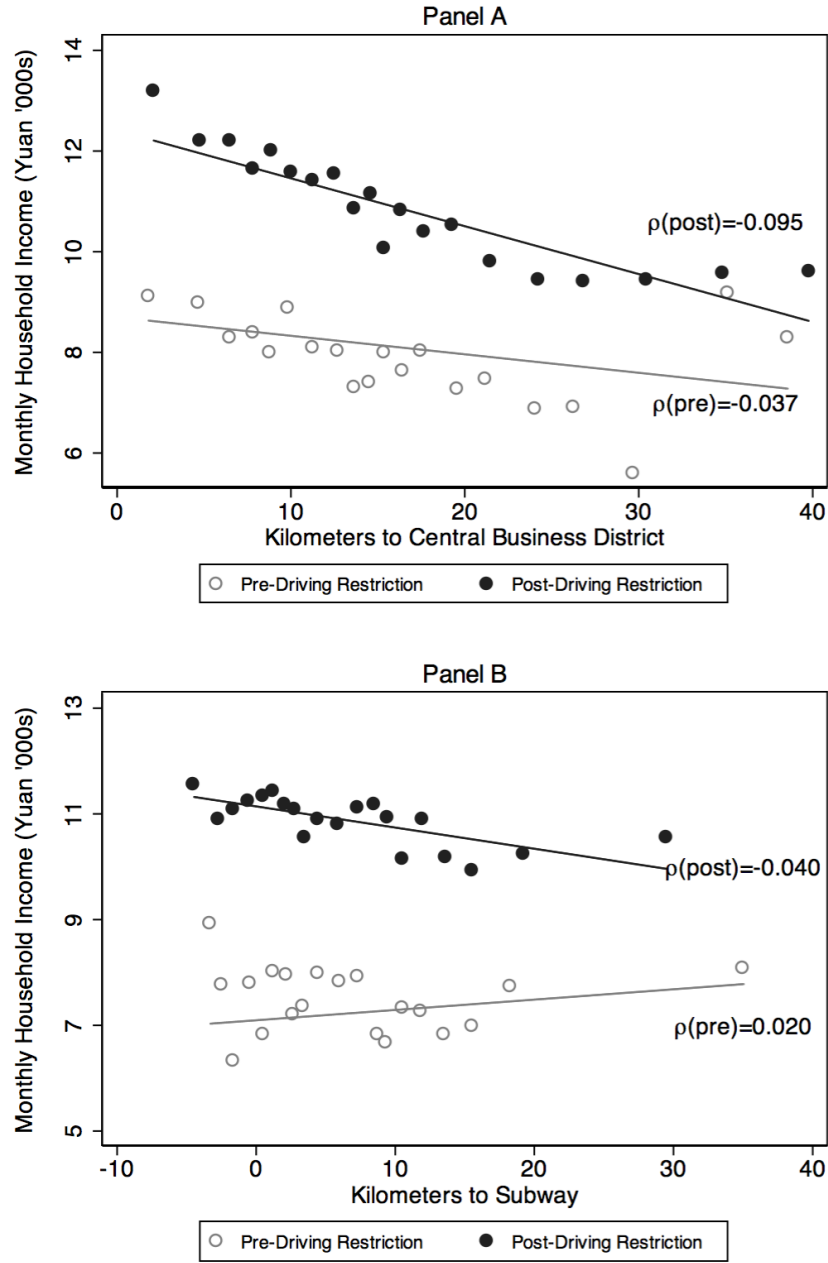 Panel A
Monthly Household Income (Yuan '000s)
14
12
10
8
6
ρ(post)=-0.095
ρ(pre)=-0.037
0 10 20 30 40
Kilometers to Central Business District
Pre-Driving Restriction Post-Driving Restriction
Panel B
Monthly Household Income (Yuan '000s)
13
11
9
7
5
ρ(post)=-0.040
ρ(pre)=0.020
-10 0 10 20 30 40
Kilometers to Subway
Pre-Driving Restriction Post-Driving Restriction